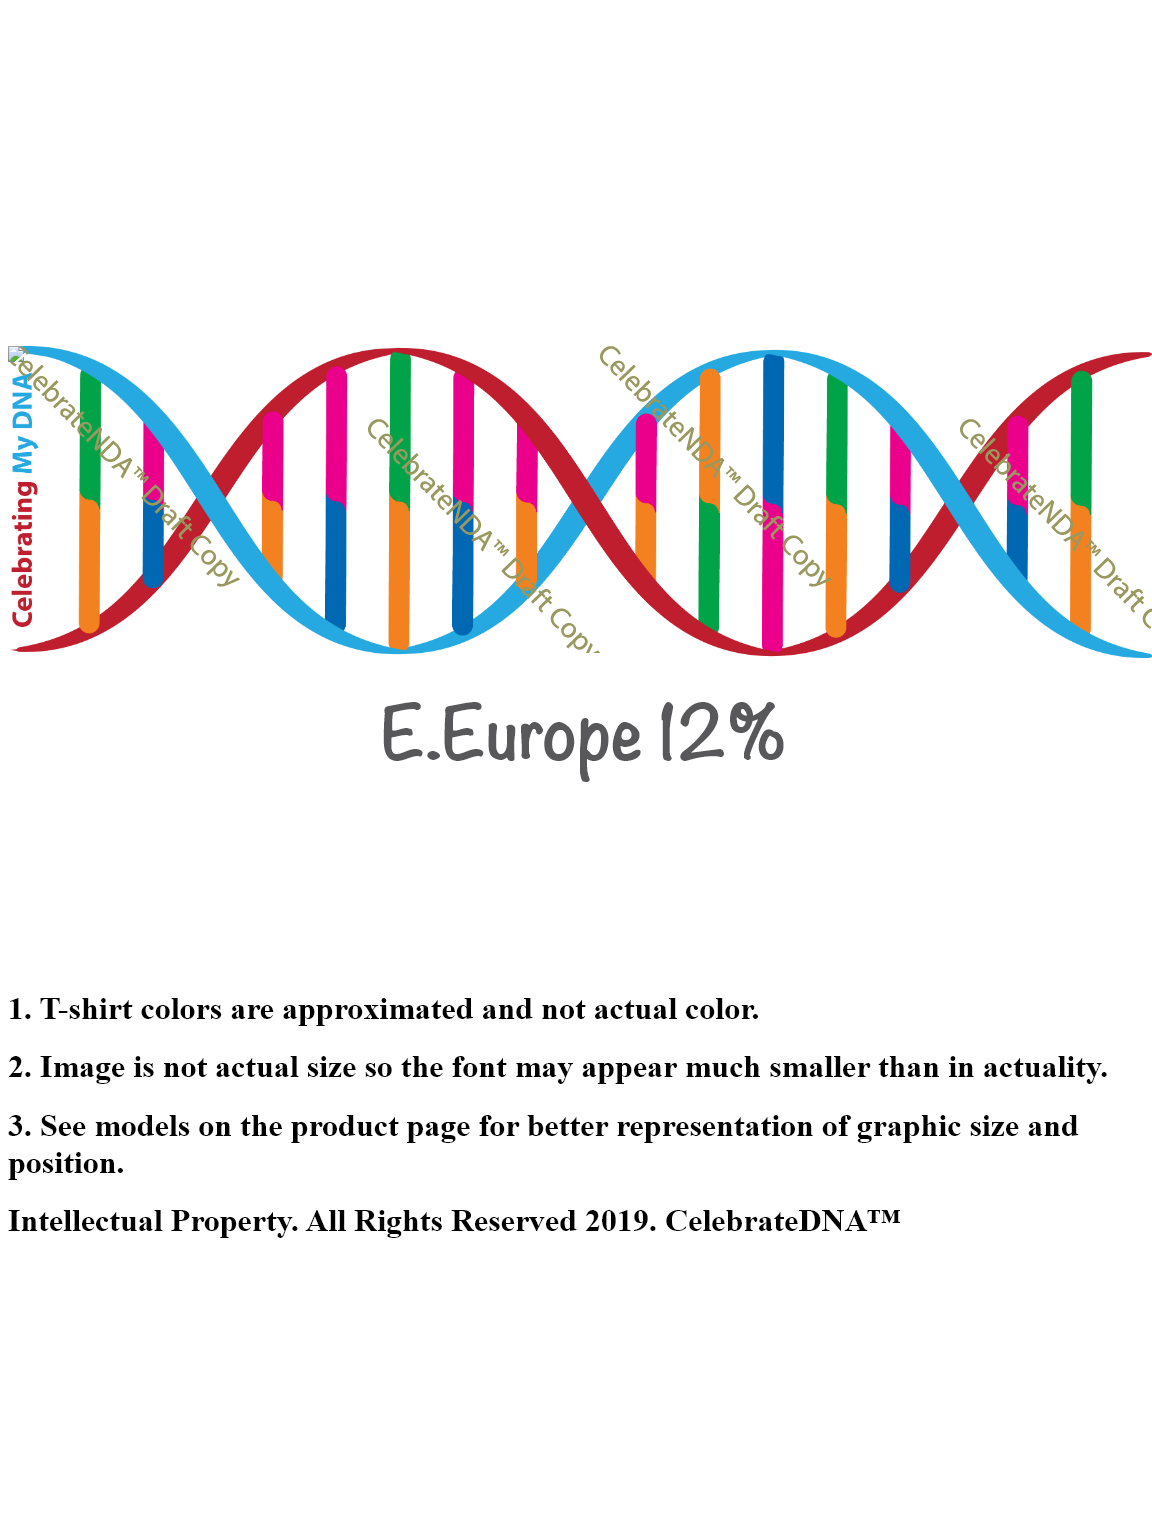 Celebrating My DNA
CelebrateNDA™ Draft Copy
CelebrateNDA™ Draft Copy
CelebrateNDA™ Draft Copy
CelebrateNDA™ Draft C
E.Europe 12%
1. T-shirt colors are approximated and not actual color.
2. Image is not actual size so the font may appear much smaller than in actuality.
3. See models on the product page for better representation of graphic size and
position.
Intellectual Property. All Rights Reserved 2019. CelebrateDNA™